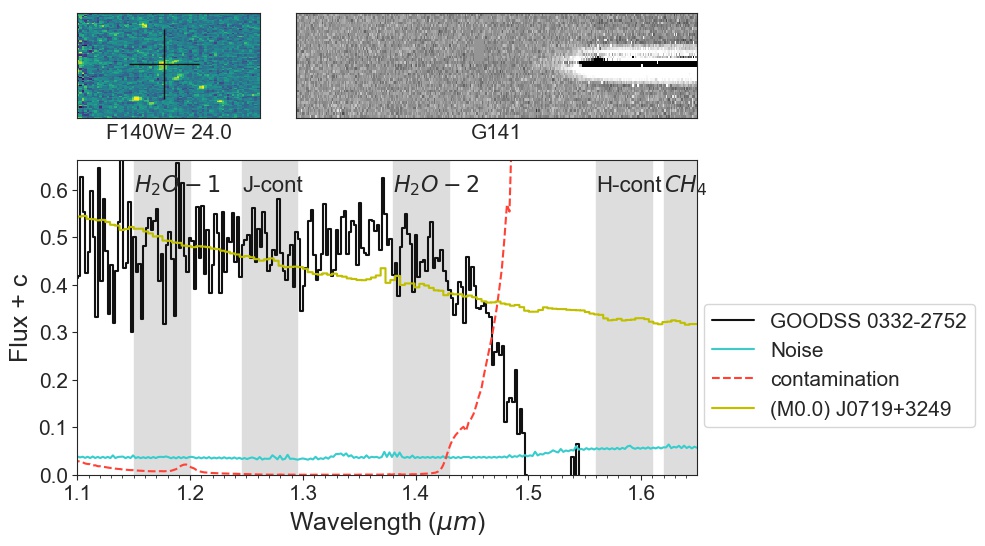 F140W= 24.0
G141
H₂O − 1
J-cont
H₂O − 2
H-cont
CH₄
Flux + c
0.6
0.5
0.4
0.3
0.2
0.1
0.0
1.1
1.2
1.3
1.4
1.5
1.6
Wavelength (μm)
GOODSS 0332-2752
Noise
contamination
(M0.0) J0719+3249